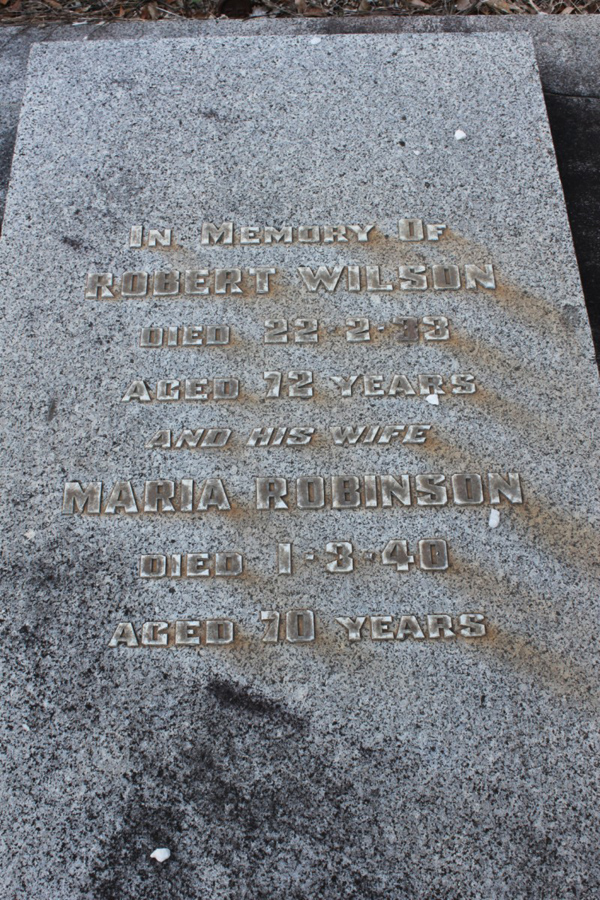 IN MEMORY OF
ROBERT WILSON
DIED 22·2·33
AGED 72 YEARS
AND HIS WIFE
MARIA ROBINSON
DIED 1·3·40
AGED 70 YEARS